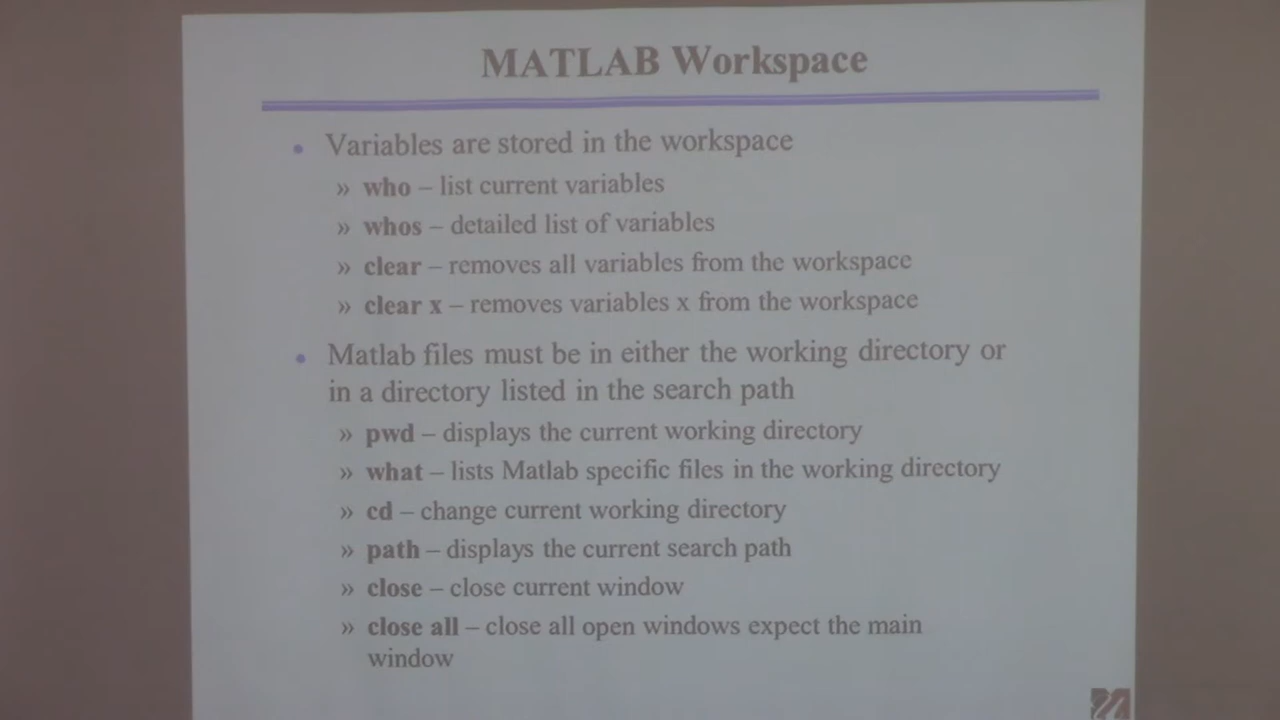 MATLAB Workspace
• Variables are stored in the workspace
» who – list current variables
» whos – detailed list of variables
» clear – removes all variables from the workspace
» clear x – removes variables x from the workspace
• Matlab files must be in either the working directory or
in a directory listed in the search path
» pwd – displays the current working directory
» what – lists Matlab specific files in the working directory
» cd – change current working directory
» path – displays the current search path
» close – close current window
» close all – close all open windows expect the main
window